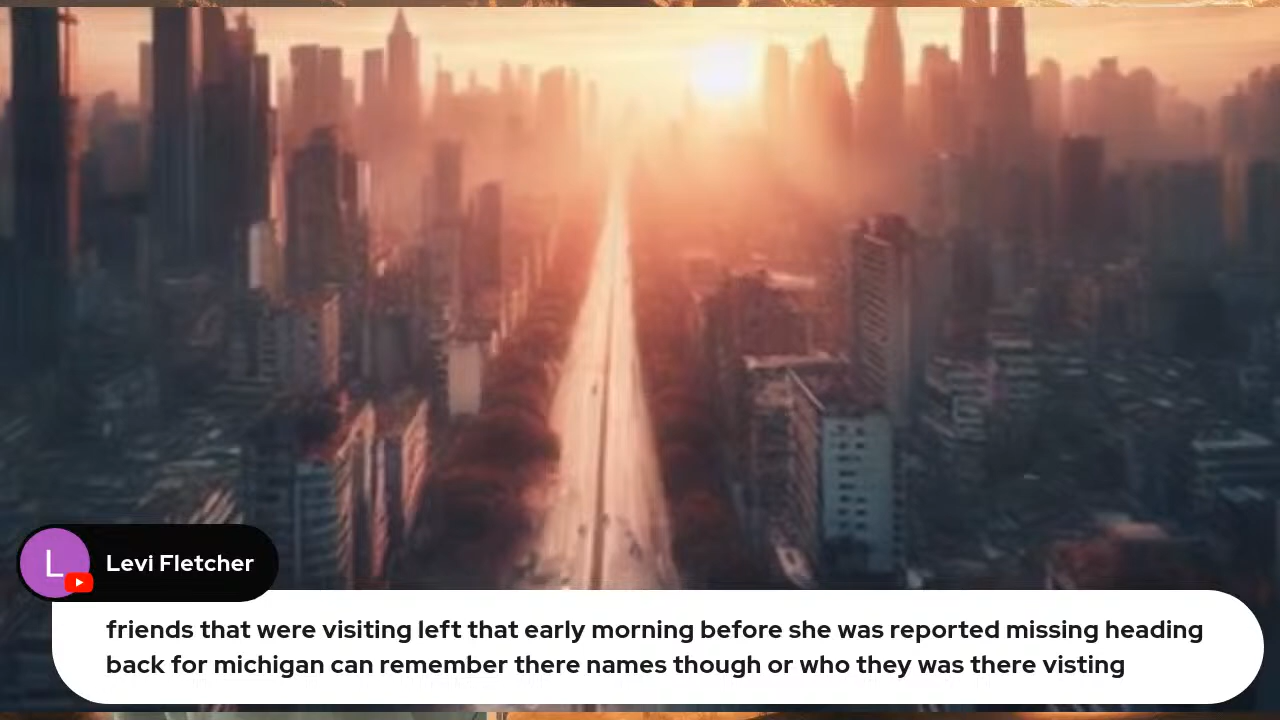 L
Levi Fletcher
friends that were visiting left that early morning before she was reported missing heading
back for michigan can remember there names though or who they was there visting